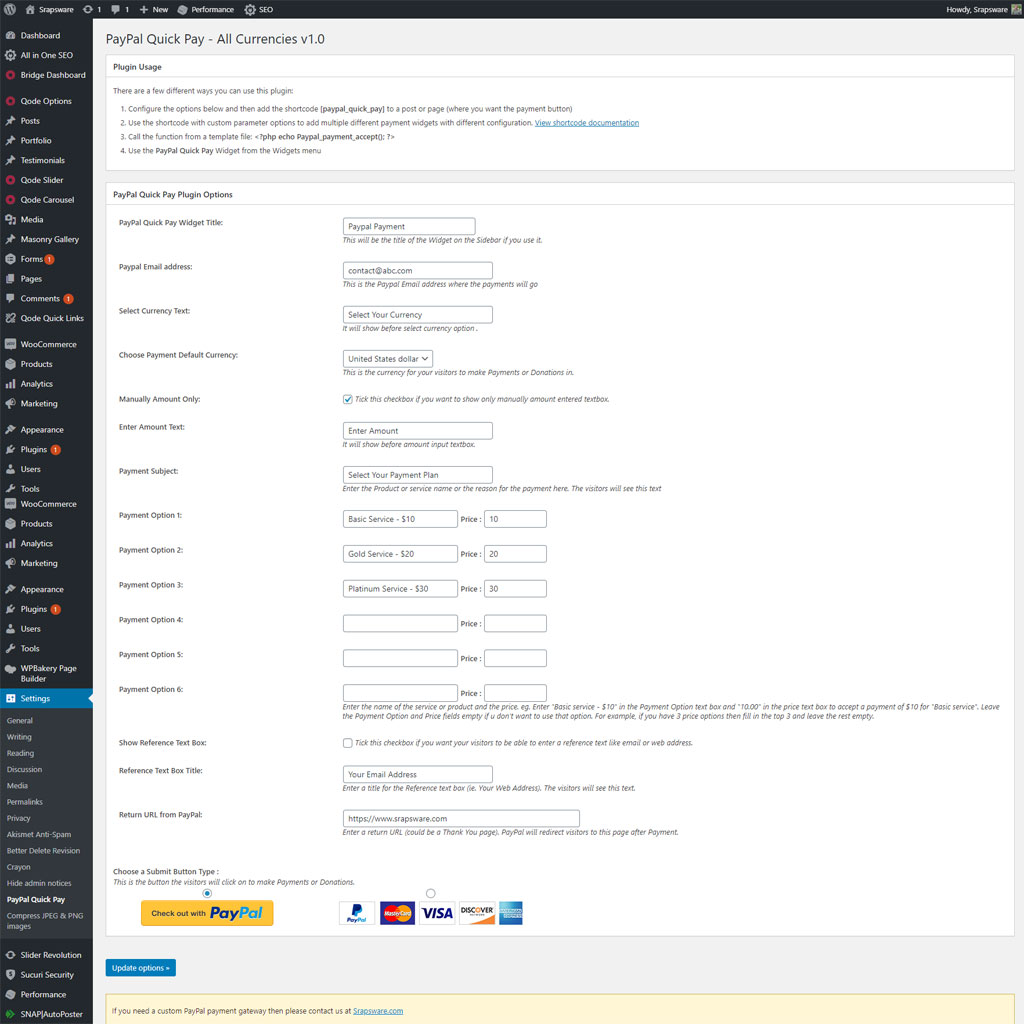 Srapsware 1 1 New Performance SEO Howdy, Srapsware
Dashboard
All in One SEO
Bridge Dashboard
Qode Options
Posts
Portfolio
Testimonials
Qode Slider
Qode Carousel
Media
Masonry Gallery
Forms 1
Pages
Comments 1
Qode Quick Links
WooCommerce
Products
Analytics
Marketing
Appearance
Plugins 1
Users
Tools
WooCommerce
Products
Analytics
Marketing
Appearance
Plugins 1
Users
Tools
WPBakery Page
Builder
Settings
General
Writing
Reading
Discussion
Media
Permalinks
Privacy
Akismet Anti-Spam
Better Delete Revision
Crayon
Hide admin notices
PayPal Quick Pay
Compress JPEG & PNG
images
Slider Revolution
Sucuri Security
Performance
SNAP|AutoPoster
PayPal Quick Pay - All Currencies v1.0
Plugin Usage
There are a few different ways you can use this plugin:
1. Configure the options below and then add the shortcode [paypal_quick_pay] to a post or page (where you want the payment button)
2. Use the shortcode with custom parameter options to add multiple different payment widgets with different configuration. View shortcode documentation
3. Call the function from a template file: <?php echo Paypal_payment_accept(); ?>
4. Use the PayPal Quick Pay Widget from the Widgets menu
PayPal Quick Pay Plugin Options
PayPal Quick Pay Widget Title: Paypal Payment
This will be the title of the Widget on the Sidebar if you use it.
Paypal Email address: contact@abc.com
This is the Paypal Email address where the payments will go
Select Currency Text: Select Your Currency
It will show before select currency option .
Choose Payment Default Currency: United States dollar
This is the currency for your visitors to make Payments or Donations in.
Manually Amount Only: Tick this checkbox if you want to show only manually amount entered textbox.
Enter Amount Text: Enter Amount
It will show before amount input textbox.
Payment Subject: Select Your Payment Plan
Enter the Product or service name or the reason for the payment here. The visitors will see this text
Payment Option 1: Basic Service - $10 Price : 10
Payment Option 2: Gold Service - $20 Price : 20
Payment Option 3: Platinum Service - $30 Price : 30
Payment Option 4: Price :
Payment Option 5: Price :
Payment Option 6: Price :
Enter the name of the service or product and the price. eg. Enter "Basic service - $10" in the Payment Option text box and "10.00" in the price text box to accept a payment of $10 for "Basic service". Leave
the Payment Option and Price fields empty if u don't want to use that option. For example, if you have 3 price options then fill in the top 3 and leave the rest empty.
Show Reference Text Box: Tick this checkbox if you want your visitors to be able to enter a reference text like email or web address.
Reference Text Box Title: Your Email Address
Enter a title for the Reference text box (ie. Your Web Address). The visitors will see this text.
Return URL from PayPal: https://www.srapsware.com
Enter a return URL (could be a Thank You page). PayPal will redirect visitors to this page after Payment.
Choose a Submit Button Type :
This is the button the visitors will click on to make Payments or Donations.
Check out with PayPal PayPal MasterCard VISA DISCOVER AMERICAN EXPRESS
Update options »
If you need a custom PayPal payment gateway then please contact us at Srapsware.com